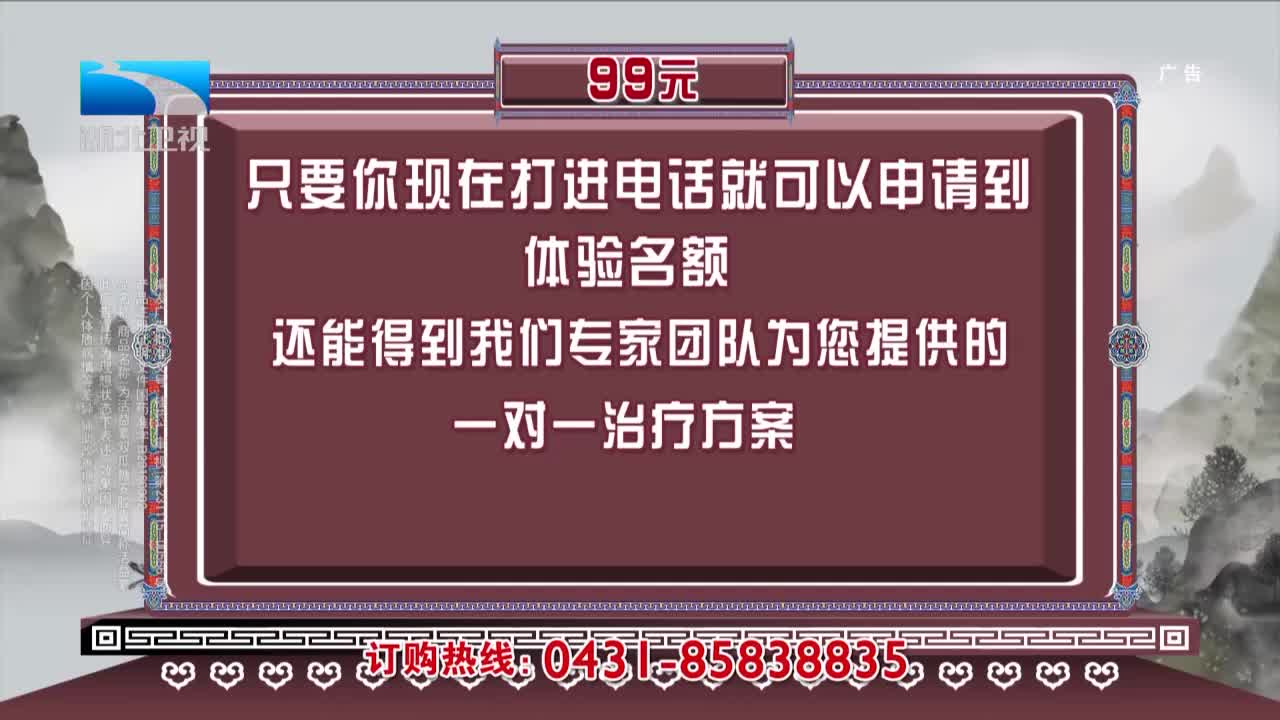 99元
广告
湖北卫视
只要你现在打进电话就可以申请到
体验名额
还能得到我们专家团队为您提供的
一对一治疗方案
订购热线：0431-85838835